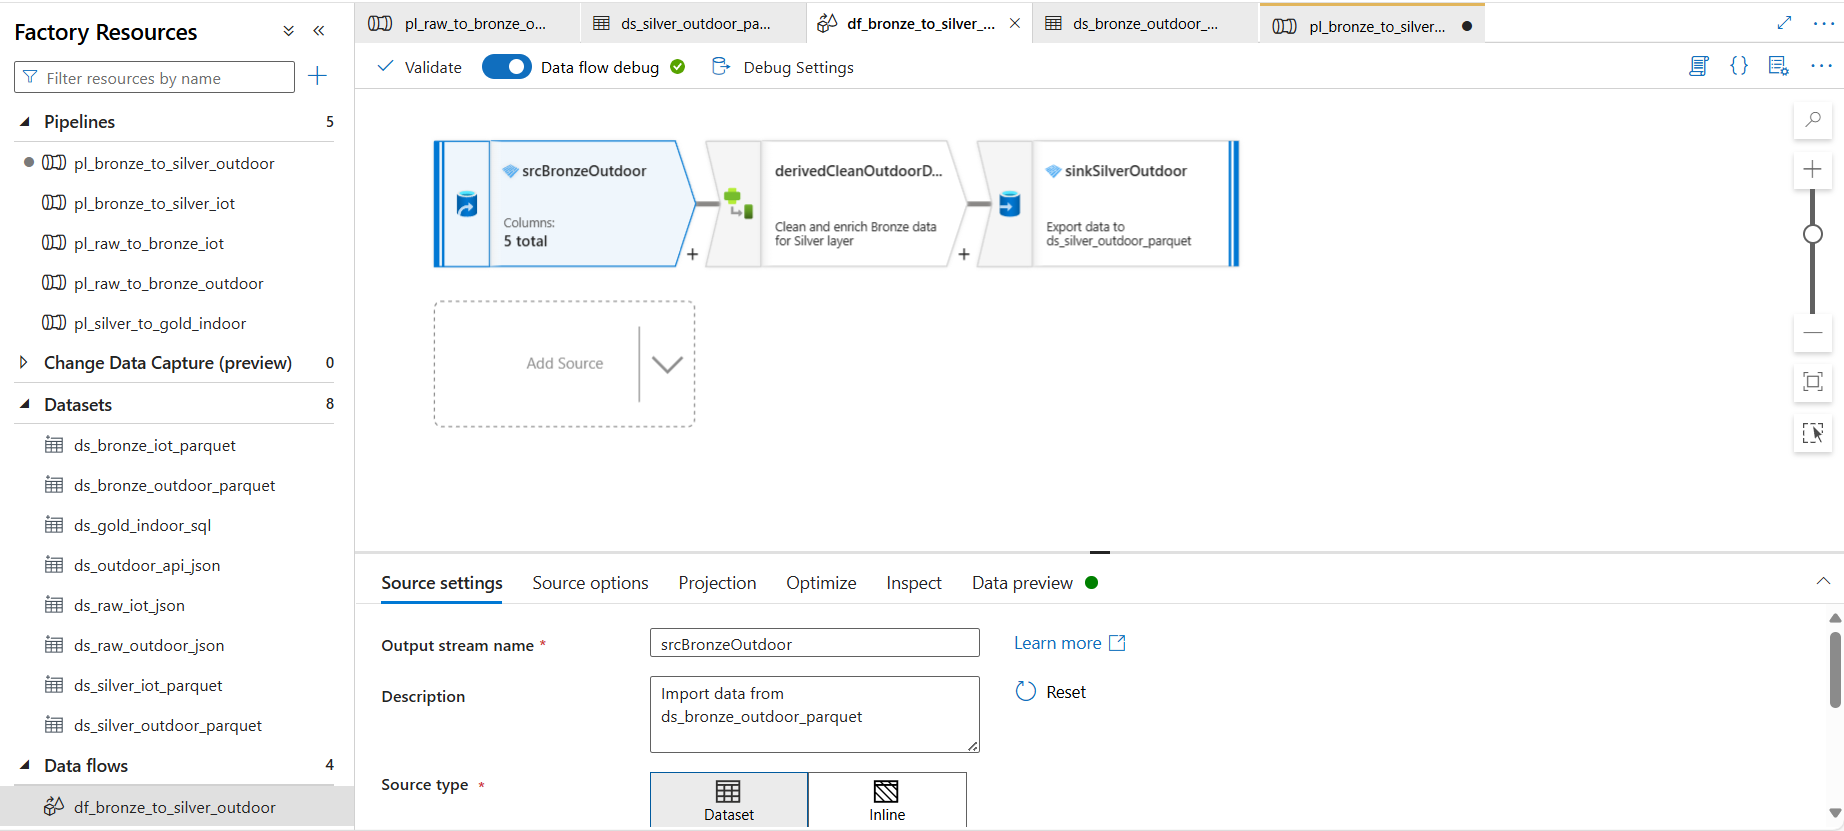 Factory Resources
Filter resources by name
Pipelines 5
pl_bronze_to_silver_outdoor
pl_bronze_to_silver_iot
pl_raw_to_bronze_iot
pl_raw_to_bronze_outdoor
pl_silver_to_gold_indoor
Change Data Capture (preview) 0
Datasets 8
ds_bronze_iot_parquet
ds_bronze_outdoor_parquet
ds_gold_indoor_sql
ds_outdoor_api_json
ds_raw_iot_json
ds_raw_outdoor_json
ds_silver_iot_parquet
ds_silver_outdoor_parquet
Data flows 4
df_bronze_to_silver_outdoor
pl_raw_to_bronze_o... ds_silver_outdoor_pa... df_bronze_to_silver_... ds_bronze_outdoor_... pl_bronze_to_silver...
Validate Data flow debug Debug Settings
srcBronzeOutdoor
Columns:
5 total
derivedCleanOutdoorD...
Clean and enrich Bronze data
for Silver layer
sinkSilverOutdoor
Export data to
ds_silver_outdoor_parquet
Add Source
Source settings Source options Projection Optimize Inspect Data preview
Output stream name * srcBronzeOutdoor Learn more
Description Import data from
ds_bronze_outdoor_parquet
Reset
Source type *
Dataset Inline